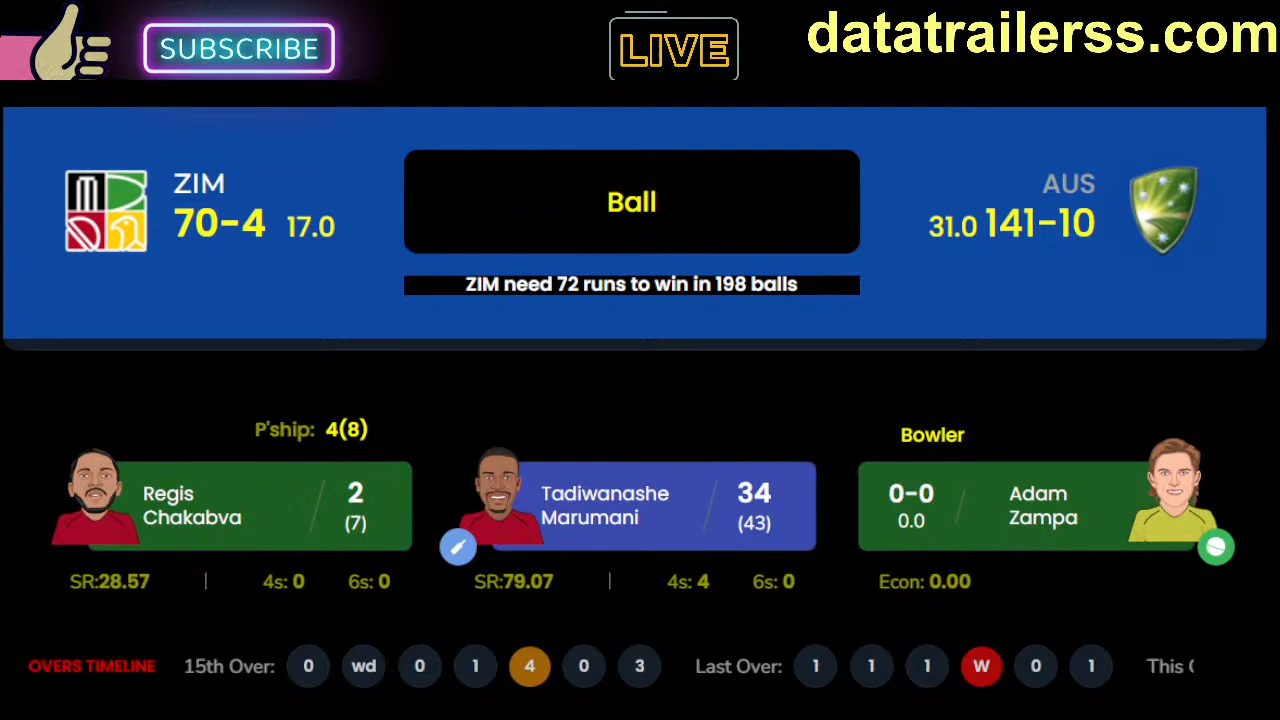 SUBSCRIBE
LIVE
datatrailerss.com
ZIM
70-4 17.0
Ball
AUS
31.0 141-10
ZIM need 72 runs to win in 198 balls
P'ship: 4(8)
Regis
Chakabva
2
(7)
SR:28.57 | 4s: 0 6s: 0
Tadiwanashe
Marumani
34
(43)
SR:79.07 | 4s: 4 6s: 0
Bowler
0-0
0.0
Adam
Zampa
Econ: 0.00
OVERS TIMELINE 15th Over: 0 wd 0 1 4 0 3 Last Over: 1 1 1 W 0 1 This